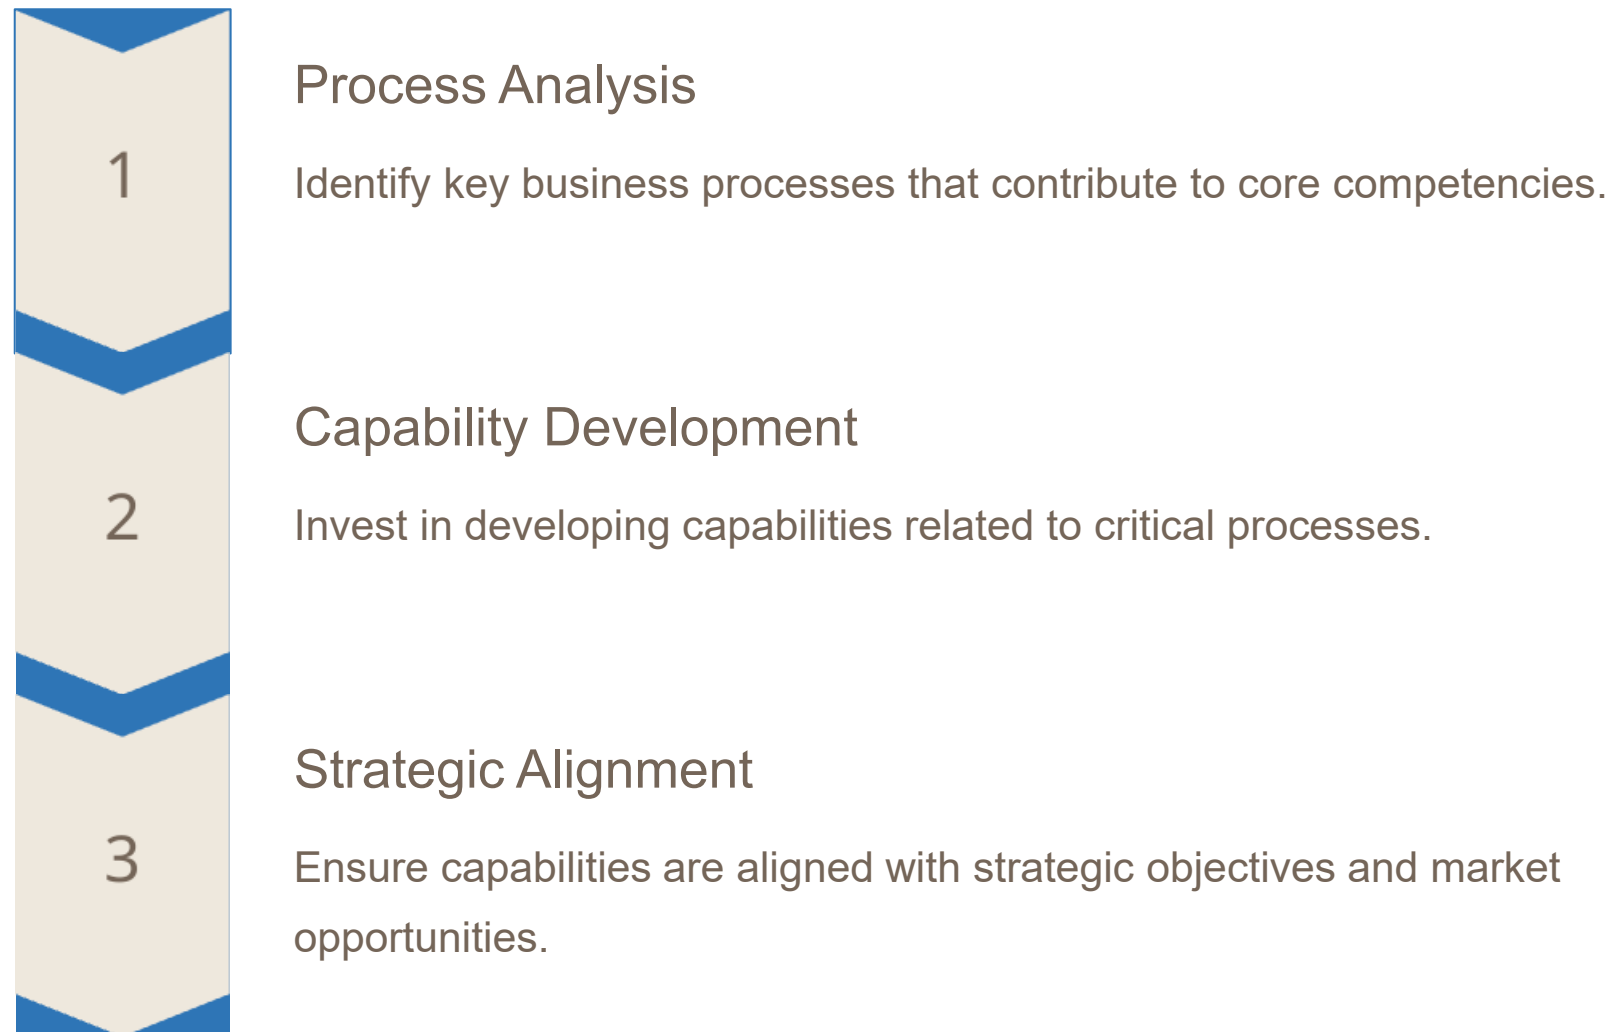 1
Process Analysis
Identify key business processes that contribute to core competencies.
2
Capability Development
Invest in developing capabilities related to critical processes.
3
Strategic Alignment
Ensure capabilities are aligned with strategic objectives and market
opportunities.